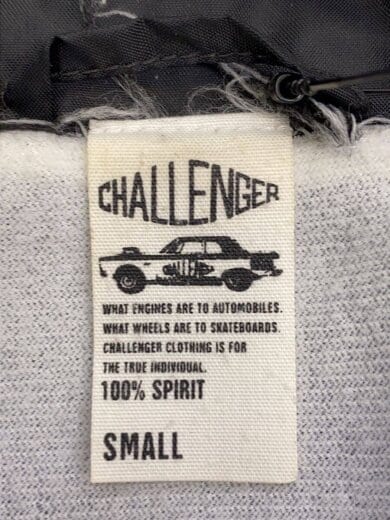 CHALLENGER
WHAT ENGINES ARE TO AUTOMOBILES.
WHAT WHEELS ARE TO SKATEBOARDS.
CHALLENGER CLOTHING IS FOR
THE TRUE INDIVIDUAL.
100% SPIRIT
SMALL